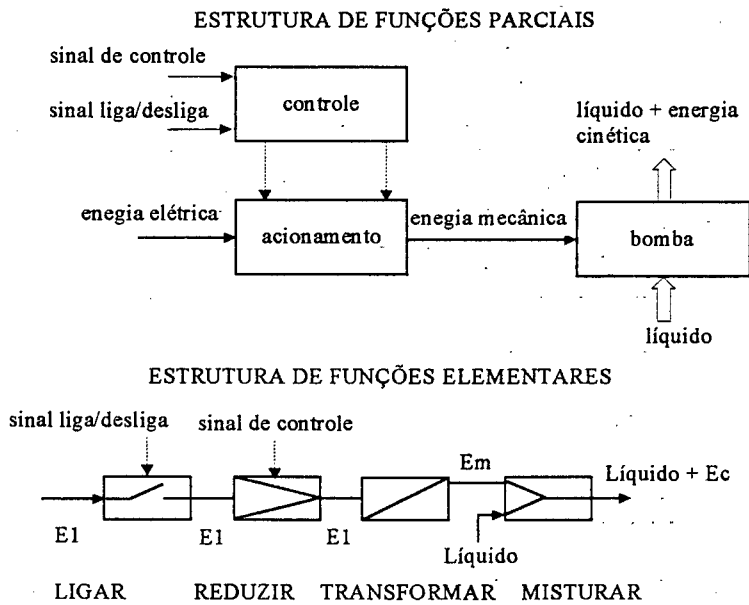 ESTRUTURA DE FUNÇÕES PARCIAIS
sinal de controle
sinal liga/desliga
controle
líquido + energia
cinética
enegia elétrica
acionamento
enegia mecânica
bomba
líquido
ESTRUTURA DE FUNÇÕES ELEMENTARES
sinal liga/desliga
sinal de controle
Em
Líquido + Ec
E1
E1
E1
Líquido
LIGAR REDUZIR TRANSFORMAR MISTURAR